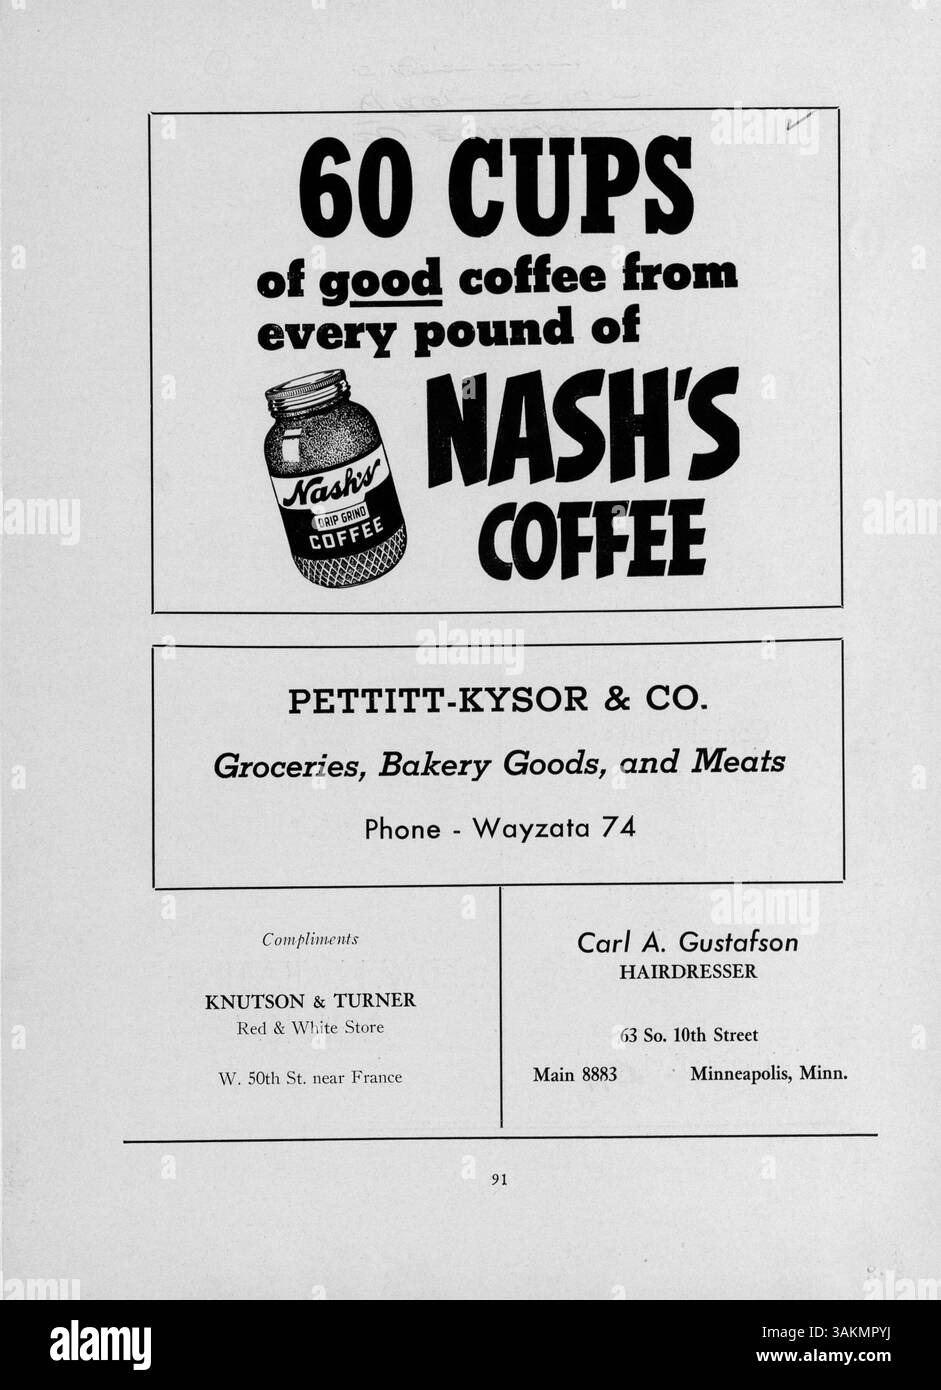 60 CUPS
of good coffee from
every pound of
NASH'S
COFFEE
Nash's
DRIP GRIND
COFFEE
PETTITT-KYSOR & CO.
Groceries, Bakery Goods, and Meats
Phone - Wayzata 74
Compliments
KNUTSON & TURNER
Red & White Store
W. 50th St. near France
Carl A. Gustafson
HAIRDRESSER
63 So. 10th Street
Main 8883 Minneapolis, Minn.
91
alamy
Image ID: 3AKMPYJ
www.alamy.com